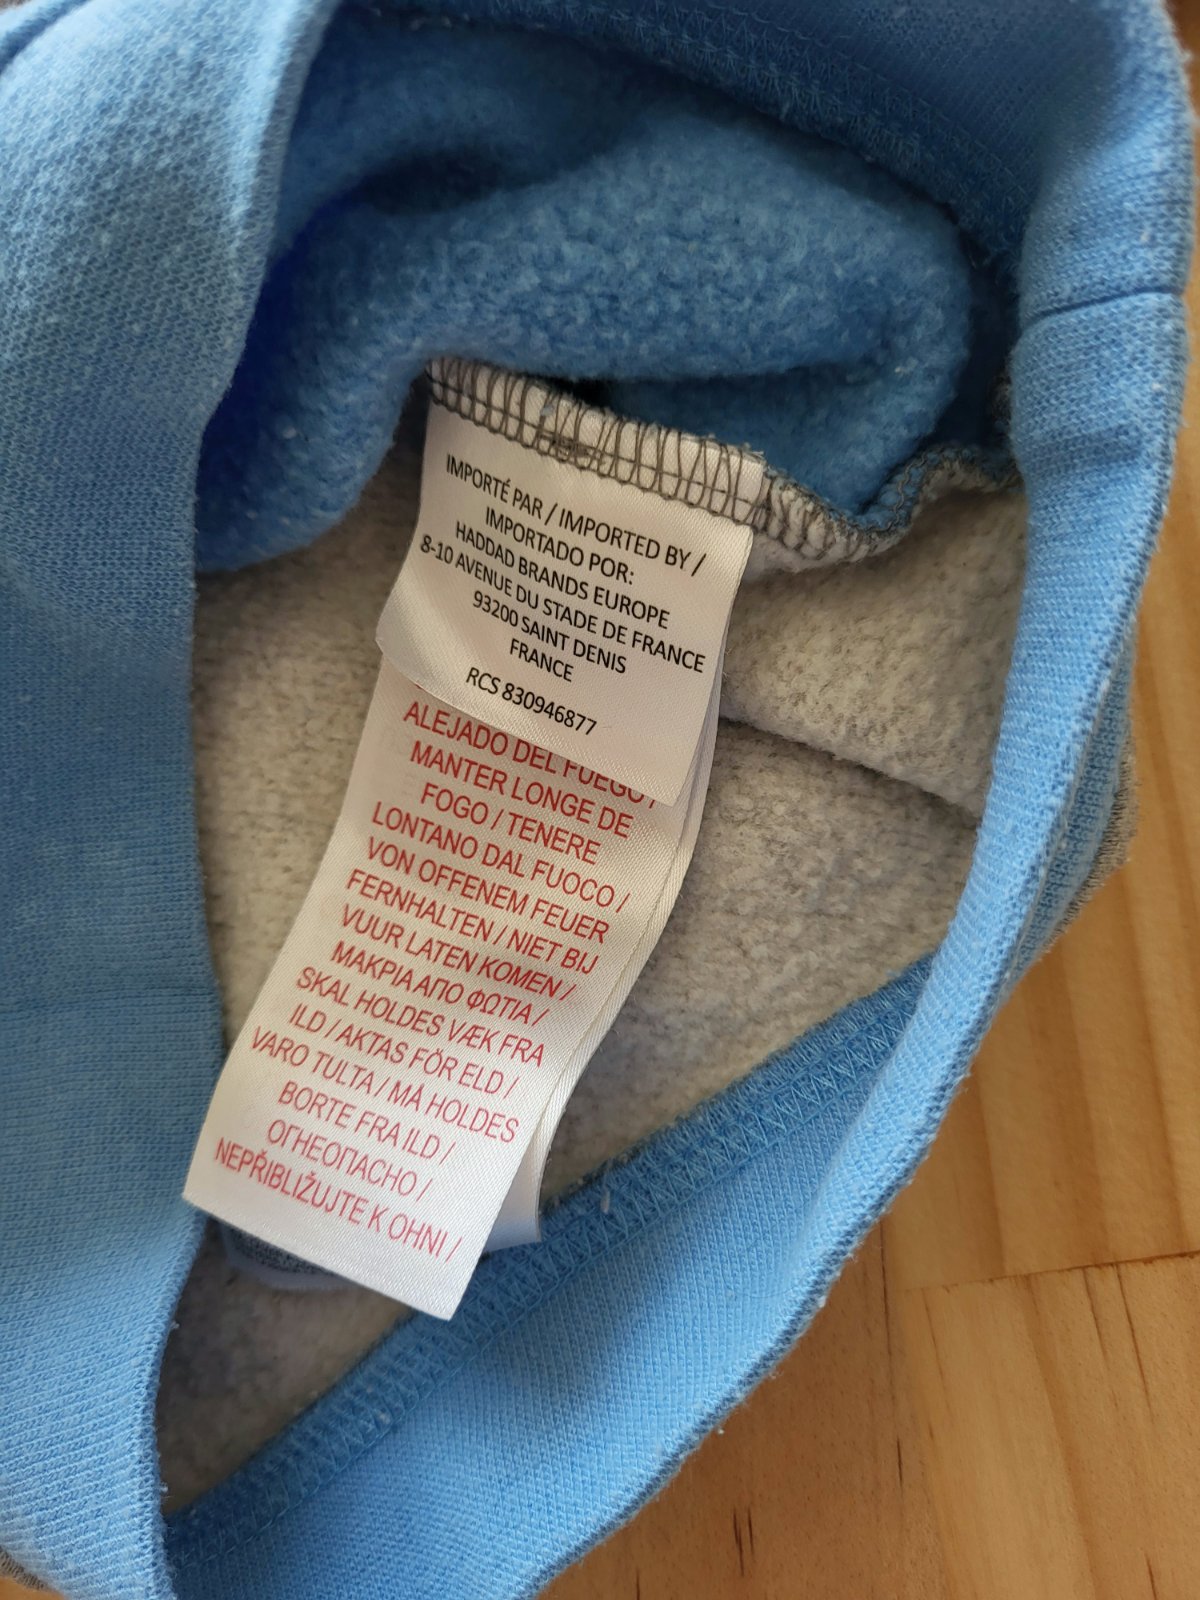 IMPORTÉ PAR / IMPORTED BY /
IMPORTADO POR:
HADDAD BRANDS EUROPE
8-10 AVENUE DU STADE DE FRANCE
93200 SAINT DENIS
FRANCE
RCS 830946877
ALEJADO DEL FUEGO /
MANTER LONGE DE
FOGO / TENERE
LONTANO DAL FUOCO /
VON OFFENEM FEUER
FERNHALTEN / NIET BIJ
VUUR LATEN KOMEN /
ΜΑΚΡΙΑ ΑΠΟ ΦΩΤΙΑ /
SKAL HOLDES VÆK FRA
ILD / AKTAS FÖR ELD /
VARO TULTA / MÅ HOLDES
BORTE FRA ILD /
ОГНЕОПАСНО /
NEPŘIBLIŽUJTE K OHNI /